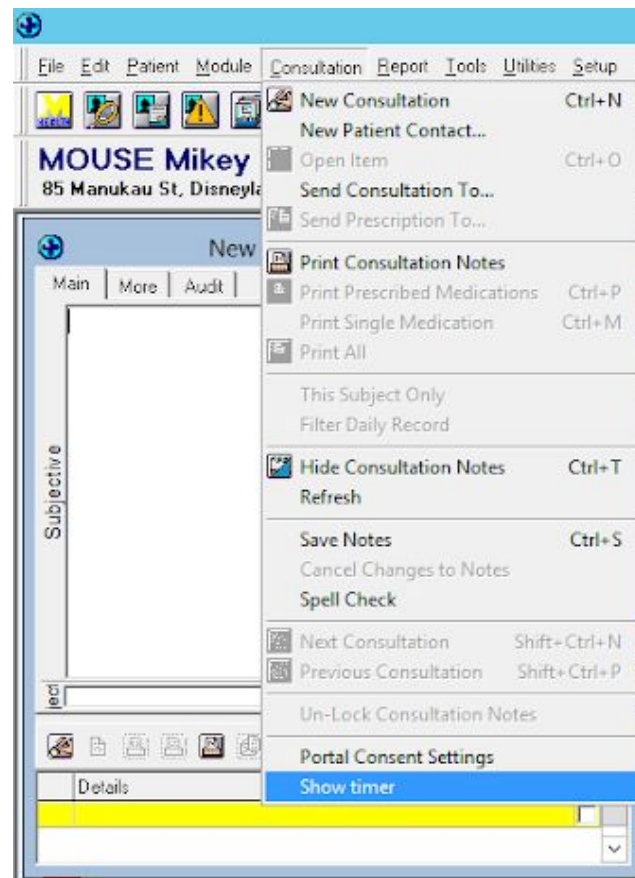 File Edit Patient Module Consultation Report Tools Utilities Setup
New Consultation Ctrl+N
New Patient Contact...
MOUSE Mikey
Open Item Ctrl+O
85 Manukau St, Disneyla
Send Consultation To...
Send Prescription To...
New
Print Consultation Notes
Main More Audit
Print Prescribed Medications Ctrl+P
Print Single Medication Ctrl+M
Print All
This Subject Only
Filter Daily Record
Subjective
Hide Consultation Notes Ctrl+T
Refresh
Save Notes Ctrl+S
Cancel Changes to Notes
Spell Check
Next Consultation Shift+Ctrl+N
Previous Consultation Shift+Ctrl+P
Un-Lock Consultation Notes
Portal Consent Settings
Details
Show timer